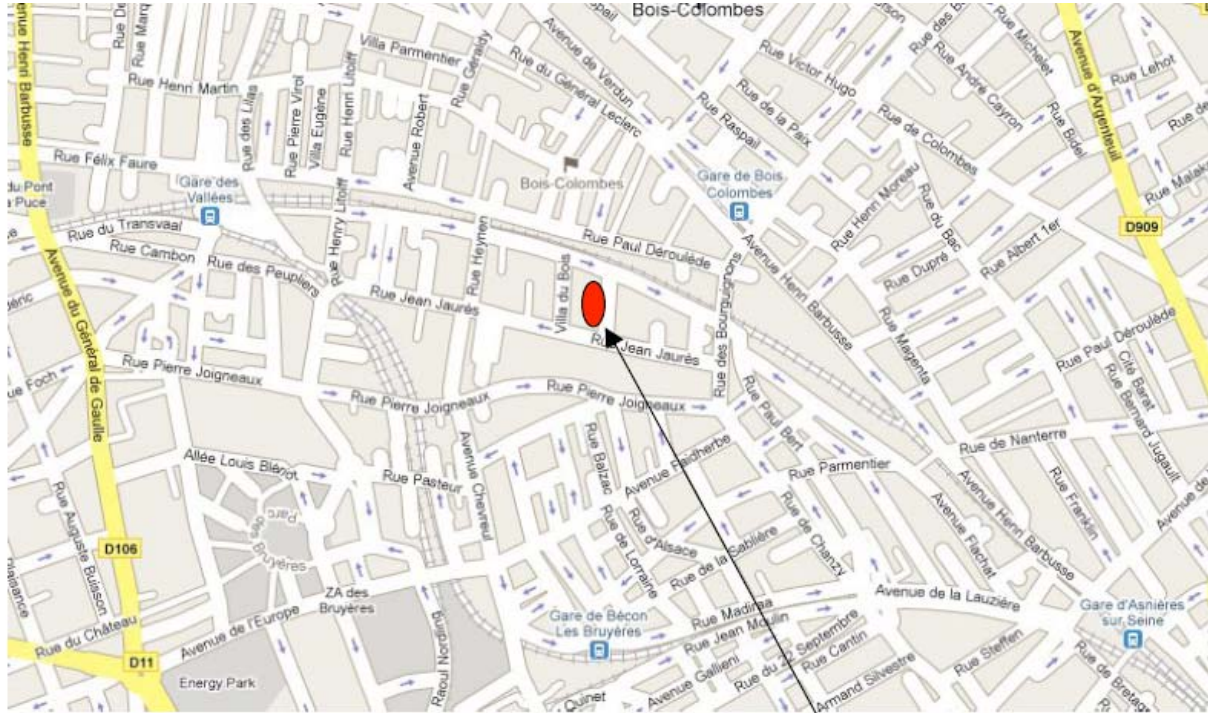 Bois-Colombes
Avenue Henri Barbusse
Villa Parmentier
Rue Géraldy
Avenue de Verdun
Rue du Général Leclerc
Rue Raspail
Rue de la Paix
Rue Victor Hugo
Rue Michelet
Rue André Cayron
Rue Bidel
Avenue d'Argenteuil
Rue Lehot
Rue Henri Martin
Rue des Lilas
Rue Pierre Virol
Villa Eugène
Rue Henri Litolff
Avenue Robert
Rue de Colombes
Rue Félix Faure
Gare des
Vallées
Bois-Colombes
Gare de Bois
Colombes
Rue Henri Moreau
Rue du Bac
Rue Albert 1er
D909
du Pont
a Puce
Rue du Transvaal
Rue Cambon
Rue des Peupliers
Rue Henry Litolff
Rue Heynen
Rue Paul Déroulède
Avenue Henri Barbusse
Rue Dupré
Rue Magenta
Avenue du Général de Gaulle
Rue Jean Jaurès
Villa du Bois
Rue Jean Jaurès
Rue des Bourguignons
Rue Paul Déroulède
Cité Barat
Rue Bernard Jugault
ue Foch
Rue Pierre Joigneaux
Rue Pierre Joigneaux
Rue Pierre Joigneaux
Rue Paul Bert
Rue de Nanterre
Allée Louis Blériot
Rue Pasteur
Avenue Chevreul
Rue Balzac
Avenue Faidherbe
Rue Parmentier
Rue Franklin
Avenue de
Parc
des
Bruyères
Rue Auguste Buisson
D106
Rue d'Alsace
Rue de Lorraine
Rue de la Sablière
Rue de Chanzy
Avenue Flachat
Avenue Henri Barbusse
ZA des
Bruyères
Avenue de la Lauzière
Rue du Château
Avenue de l'Europe
Gare de Bécon
Les Bruyères
Rue Madiraa
Rue Jean Moulin
Gare d'Asnières
sur Seine
D11
Energy Park
Raoul Nordling
Quinet
Avenue Gallieni
Rue du 22 Septembre
Rue Cantin
Armand Silvestre
Rue Steffen
Rue de Bretagn